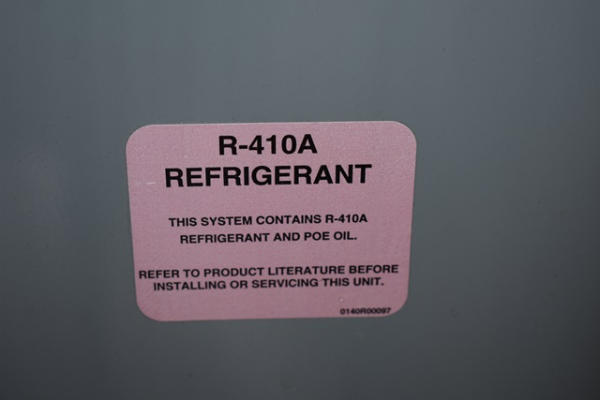 R-410A
REFRIGERANT
THIS SYSTEM CONTAINS R-410A
REFRIGERANT AND POE OIL.
REFER TO PRODUCT LITERATURE BEFORE
INSTALLING OR SERVICING THIS UNIT.
0140R00097